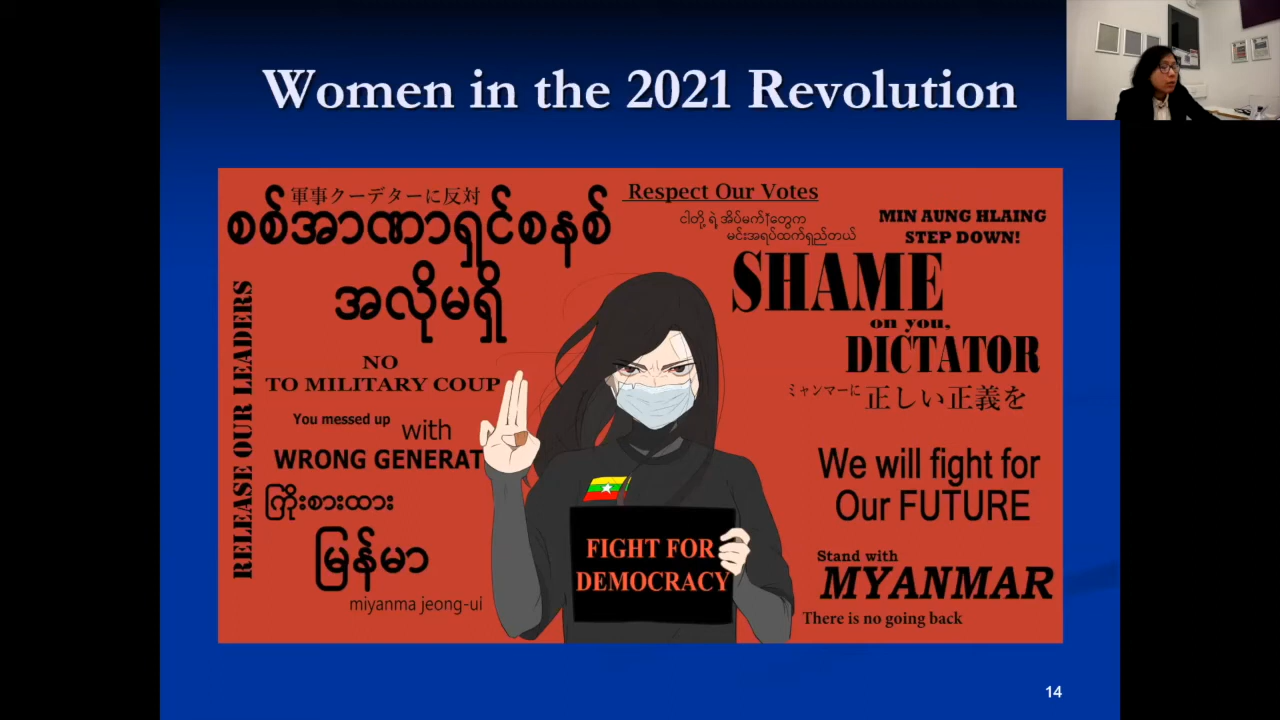 Women in the 2021 Revolution
軍事クーデターに反対
စစ်အာဏာရှင်စနစ်
အလိုမရှိ
RELEASE OUR LEADERS
NO
TO MILITARY COUP
You messed up
with
WRONG GENERAT
ကြိုးစားထား
မြန်မာ
miyanma jeong-ui
Respect Our Votes
ငါတို့ ရဲ့ အိပ်မက်တွေက
မင်းအရပ်ထက်ရှည်တယ်
MIN AUNG HLAING
STEP DOWN!
SHAME
on you,
DICTATOR
ミャンマーに 正しい正義を
We will fight for
Our FUTURE
Stand with
MYANMAR
There is no going back
FIGHT FOR
DEMOCRACY
14